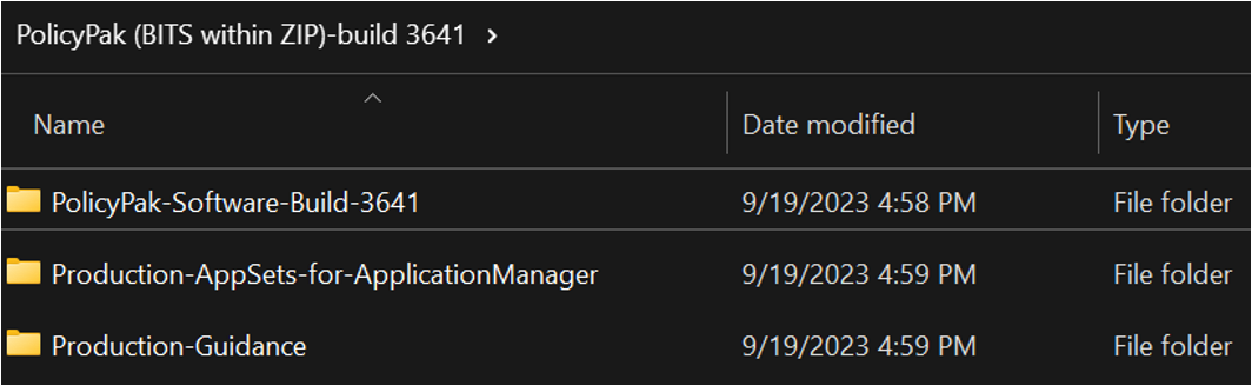 PolicyPak (BITS within ZIP)-build 3641 >
Name Date modified Type
PolicyPak-Software-Build-3641 9/19/2023 4:58 PM File folder
Production-AppSets-for-ApplicationManager 9/19/2023 4:59 PM File folder
Production-Guidance 9/19/2023 4:59 PM File folder